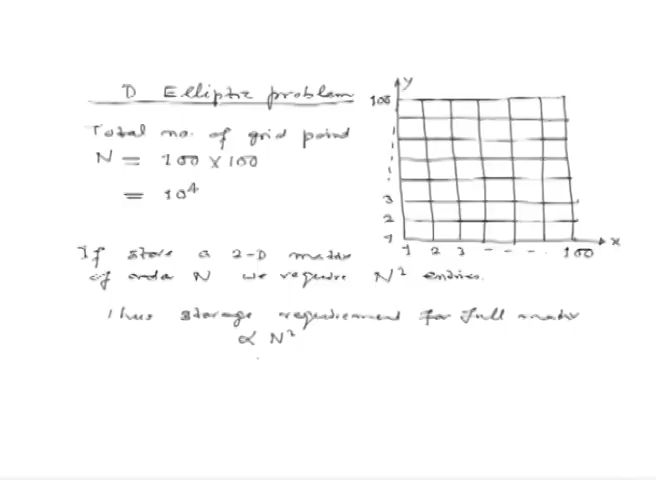 D Elliptic problem
Total no. of grid point
N = 100 × 100
= 10⁴
y
100
3
2
1
1 2 3 - - - 100 x
If store a 2-D matrix
of order N we require N² entries.
Thus storage requirement for full matrix
∝ N²